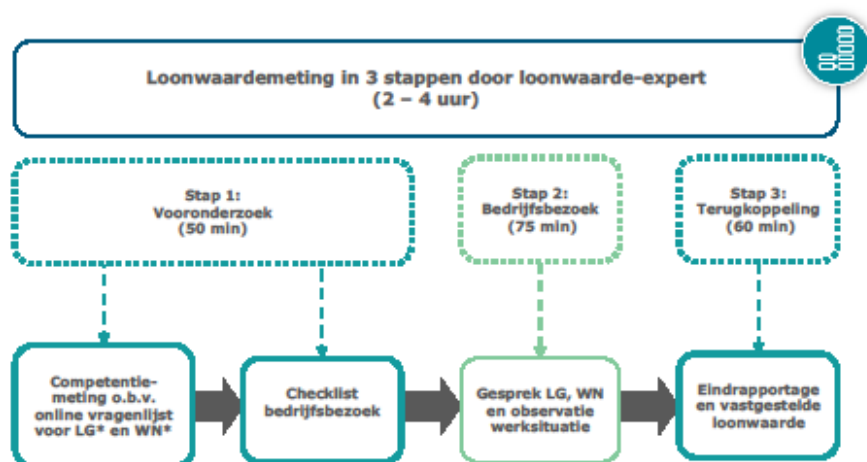 Loonwaardemeting in 3 stappen door loonwaarde-expert
(2 – 4 uur)
Stap 1:
Vooronderzoek
(50 min)
Stap 2:
Bedrijfsbezoek
(75 min)
Stap 3:
Terugkoppeling
(60 min)
Competentie-
meting o.b.v.
online vragenlijst
voor LG* en WN*
Checklist
bedrijfsbezoek
Gesprek LG, WN
en observatie
werksituatie
Eindrapportage
en vastgestelde
loonwaarde